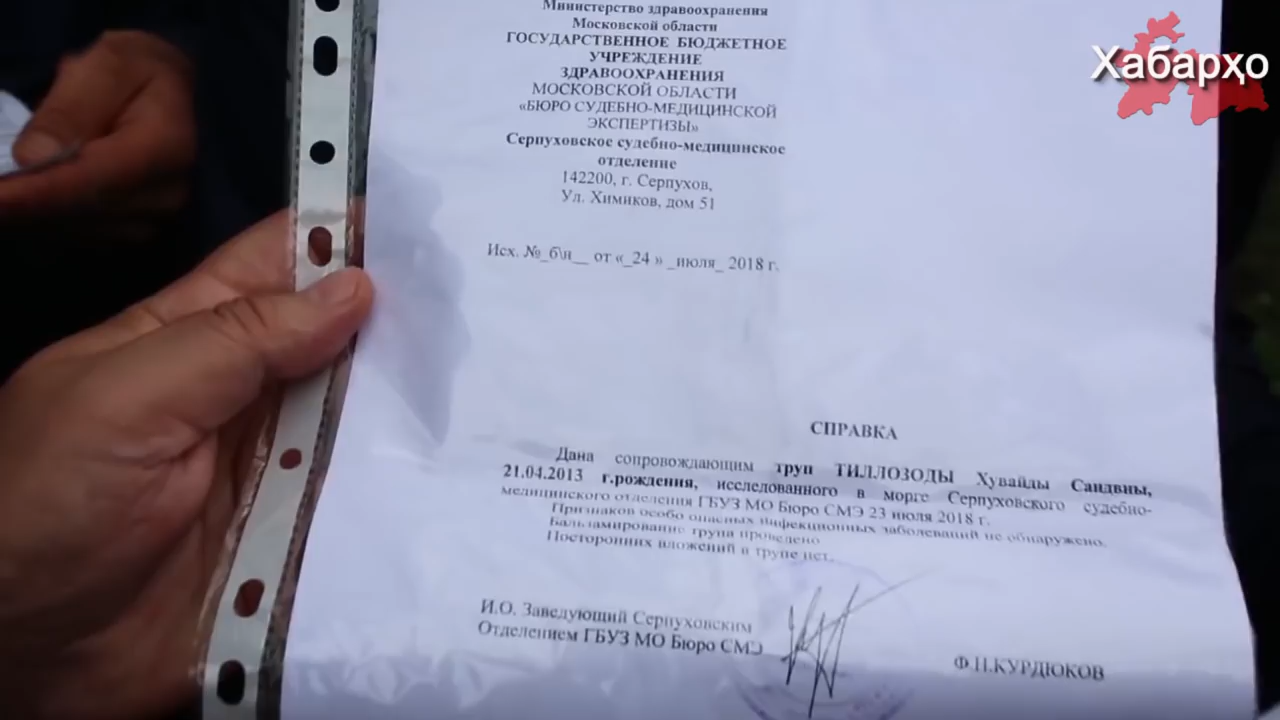 Хабарҳо
Министерство здравоохранения
Московской области
ГОСУДАРСТВЕННОЕ БЮДЖЕТНОЕ
УЧРЕЖДЕНИЕ
ЗДРАВООХРАНЕНИЯ
МОСКОВСКОЙ ОБЛАСТИ
«БЮРО СУДЕБНО-МЕДИЦИНСКОЙ
ЭКСПЕРТИЗЫ»
Серпуховское судебно-медицинское
отделение
142200, г. Серпухов,
Ул. Химиков, дом 51
Исх. №_б\н__ от «_24 » _июля_ 2018 г.
СПРАВКА
Дана сопровождающим труп ТИЛЛОЗОДЫ Хувайды Саидвны,
21.04.2013 г.рождения, исследованного в морге Серпуховского судебно-
медицинского отделения ГБУЗ МО Бюро СМЭ 23 июля 2018 г.
Признаков особо опасных инфекционных заболеваний не обнаружено.
Бальзамирование трупа проведено
Посторонних вложений в трупе нет.
И.О. Заведующий Серпуховским
Отделением ГБУЗ МО Бюро СМЭ
Ф.П.КУРДЮКОВ